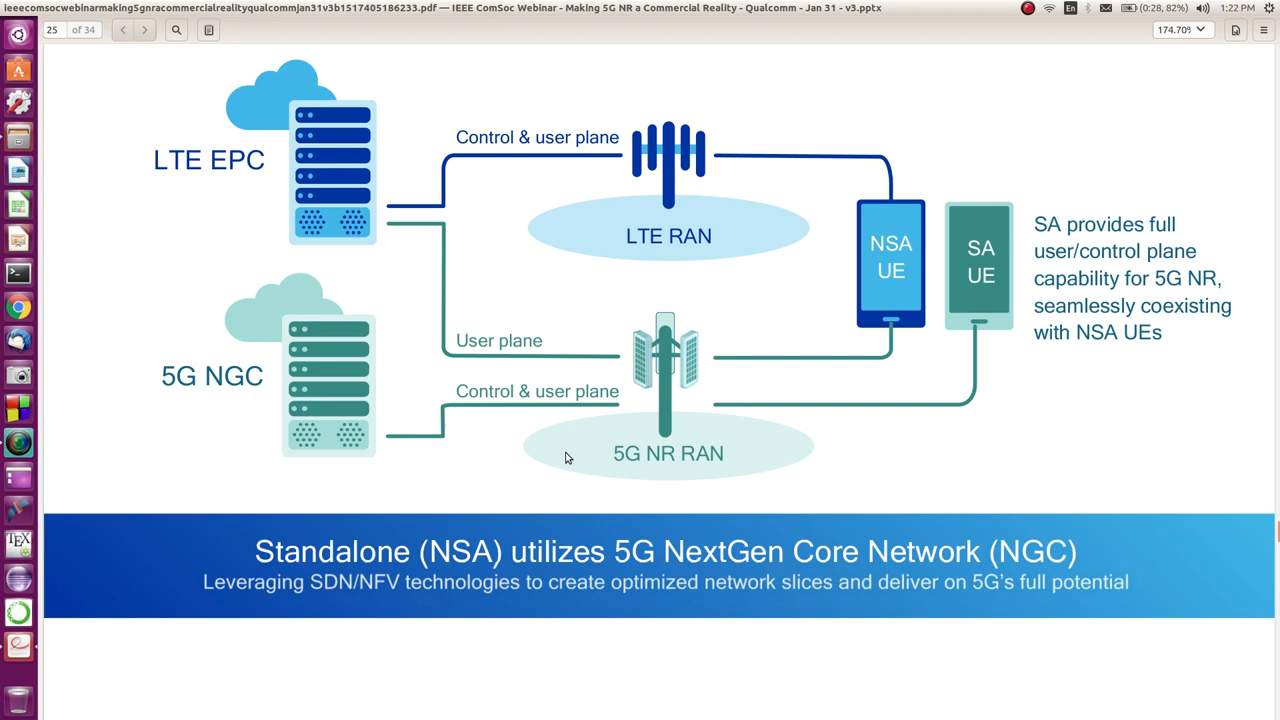 ieeecomsocwebinarmaking5gnracommercialrealityqualcommjan31v3b1517405186233.pdf — IEEE ComSoc Webinar - Making 5G NR a Commercial Reality - Qualcomm - Jan 31 - v3.pptx
En
(0:28, 82%)
1:22 PM
25
of 34
174.70%
LTE EPC
Control & user plane
LTE RAN
NSA
UE
SA
UE
SA provides full
user/control plane
capability for 5G NR,
seamlessly coexisting
with NSA UEs
5G NGC
User plane
Control & user plane
5G NR RAN
Standalone (NSA) utilizes 5G NextGen Core Network (NGC)
Leveraging SDN/NFV technologies to create optimized network slices and deliver on 5G's full potential
TEX